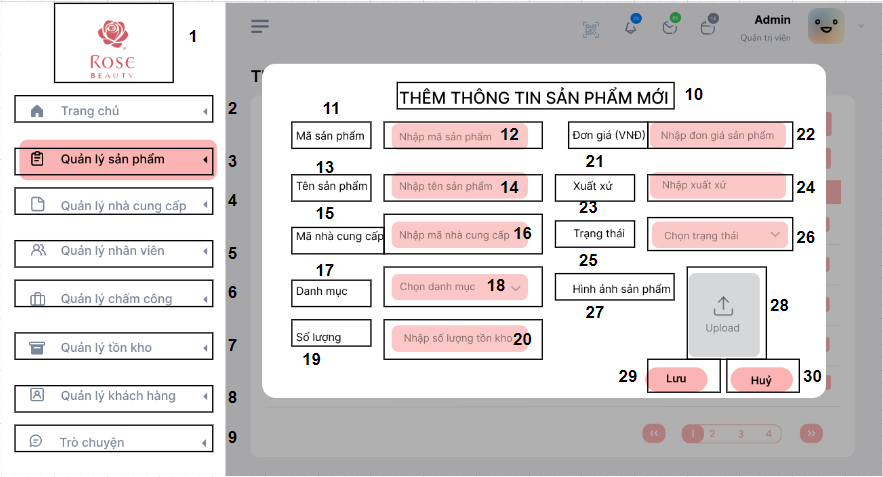 ROSE
BEAUTY
1
Trang chủ
2
Quản lý sản phẩm
3
Quản lý nhà cung cấp
4
Quản lý nhân viên
5
Quản lý chấm công
6
Quản lý tồn kho
7
Quản lý khách hàng
8
Trò chuyện
9
Admin
Quản trị viên
THÊM THÔNG TIN SẢN PHẨM MỚI
10
11
Mã sản phẩm
Nhập mã sản phẩm
12
Đơn giá (VNĐ)
Nhập đơn giá sản phẩm
22
13
21
Tên sản phẩm
Nhập tên sản phẩm
14
Xuất xứ
Nhập xuất xứ
24
15
23
Mã nhà cung cấp
Nhập mã nhà cung cấp
16
Trạng thái
Chọn trạng thái
26
17
25
Danh mục
Chọn danh mục
18
Hình ảnh sản phẩm
27
Upload
28
Số lượng
Nhập số lượng tồn kho
20
19
29
Lưu
Huỷ
30
1 2 3 4